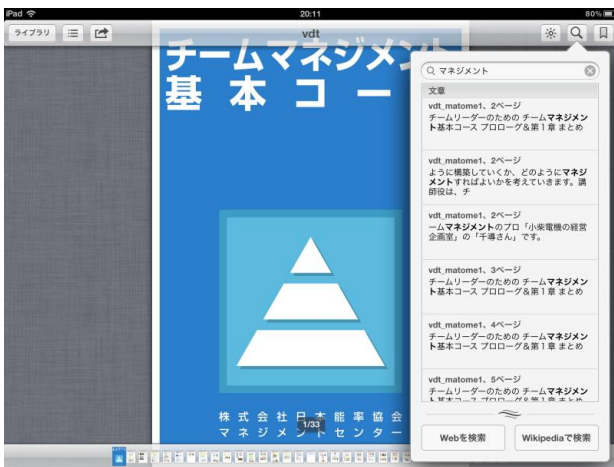 iPad
20:11
80%
ライブラリ
vdt
チームマネジメント
基本コー
株式会社日本能率協会
マネジメントセンター
1/33
マネジメント
文章
vdt_matome1、2ページ
チームリーダーのための チームマネジメン
ト基本コース プロローグ&第1章 まとめ
vdt_matome1、2ページ
ように構築していくか、どのようにマネジ
メントすればよいかを考えていきます。講
師役は、チ
vdt_matome1、2ページ
ームマネジメントのプロ「小柴電機の経営
企画室」の「千導さん」です。
vdt_matome1、3ページ
チームリーダーのための チームマネジメン
ト基本コース プロローグ&第1章 まとめ
vdt_matome1、4ページ
チームリーダーのための チームマネジメン
ト基本コース プロローグ&第1章 まとめ
vdt_matome1、5ページ
チームリーダーのための チームマネジメン
ト基本コース プロローグ&第1章 まとめ
Webを検索
Wikipediaで検索